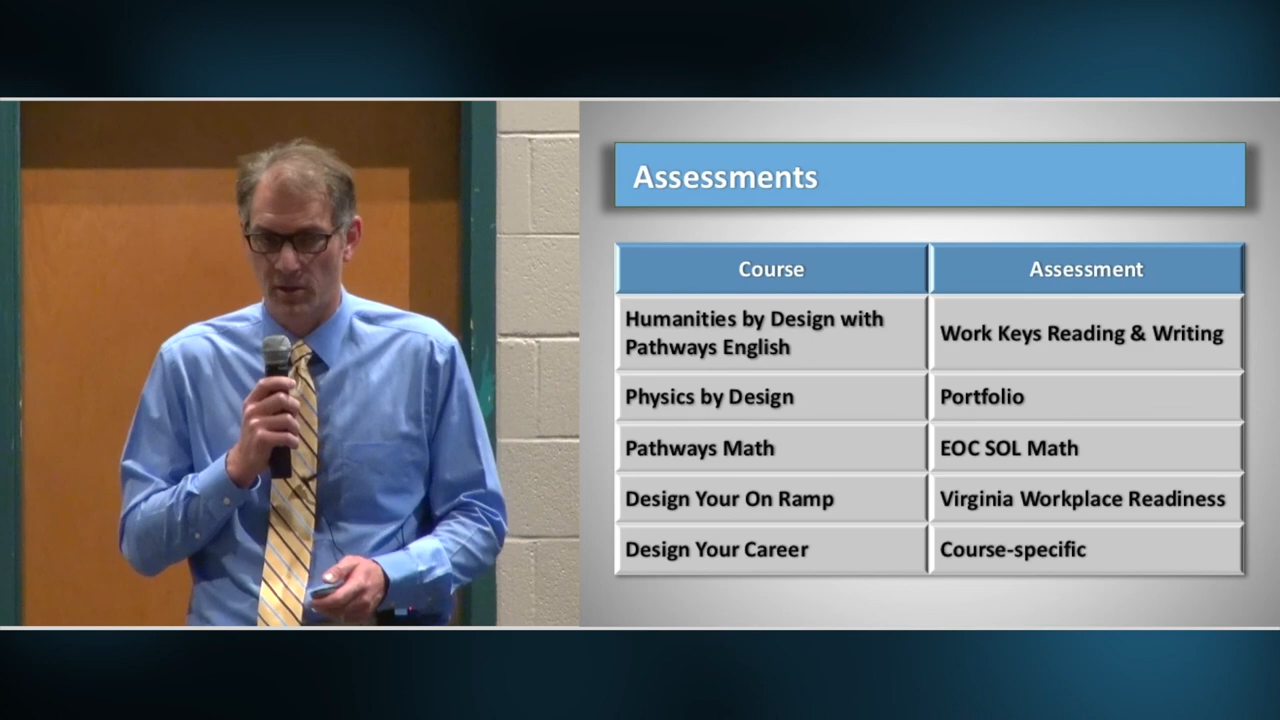 Assessments
Course
Assessment
Humanities by Design with
Pathways English
Work Keys Reading & Writing
Physics by Design
Portfolio
Pathways Math
EOC SOL Math
Design Your On Ramp
Virginia Workplace Readiness
Design Your Career
Course-specific